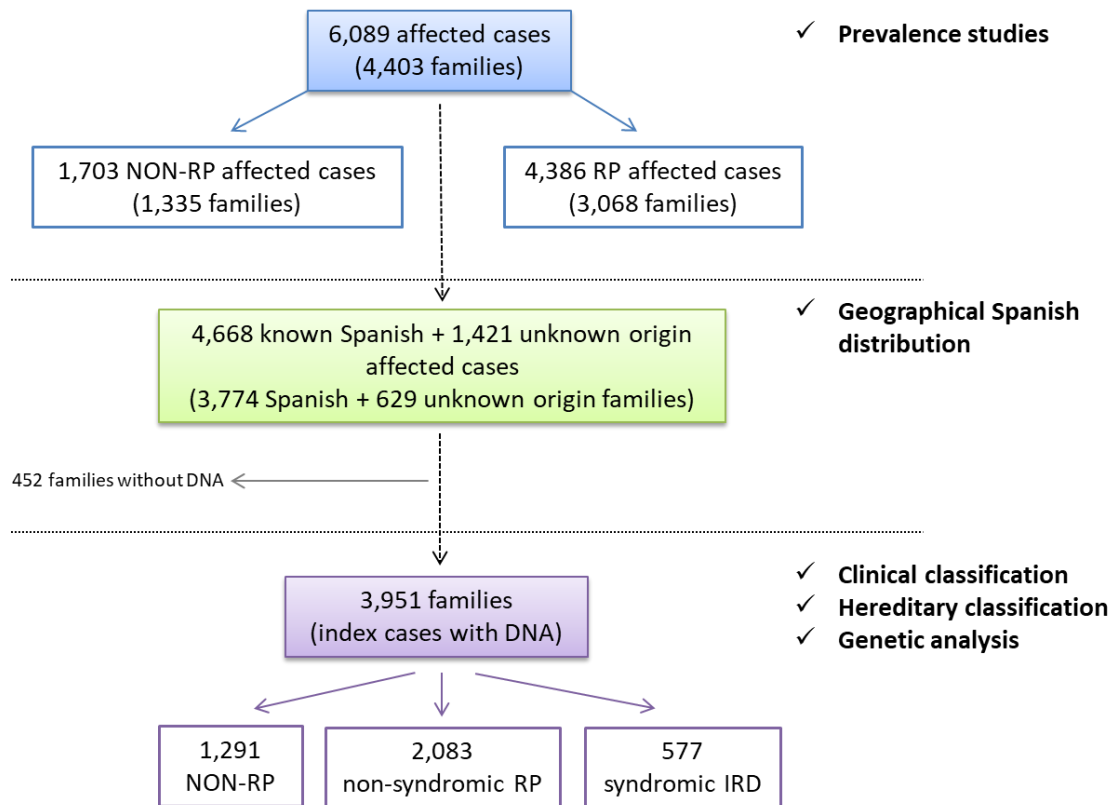 6,089 affected cases
(4,403 families)
✓ Prevalence studies
1,703 NON-RP affected cases
(1,335 families)
4,386 RP affected cases
(3,068 families)
4,668 known Spanish + 1,421 unknown origin
affected cases
(3,774 Spanish + 629 unknown origin families)
✓ Geographical Spanish
distribution
452 families without DNA
3,951 families
(index cases with DNA)
✓ Clinical classification
✓ Hereditary classification
✓ Genetic analysis
1,291
NON-RP
2,083
non-syndromic RP
577
syndromic IRD